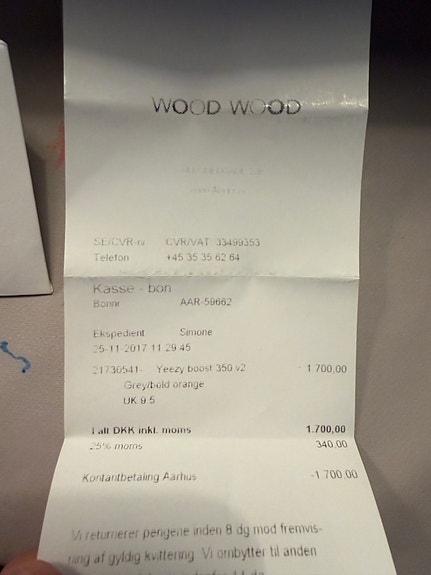 WOOD WOOD
SE/CVR-nr CVR/VAT 33499353
Telefon +45 35 35 62 64
Kasse - bon
Bonnr AAR-59662
Ekspedient Simone
25-11-2017 11:29:45
21730541- Yeezy boost 350 v2 1.700,00
Grey/bold orange
UK 9.5
I alt DKK inkl. moms 1.700,00
25% moms 340,00
Kontantbetaling Aarhus -1.700,00
Vi returnerer pengene inden 8 dg mod fremvis-
ning af gyldig kvittering. Vi ombytter til anden